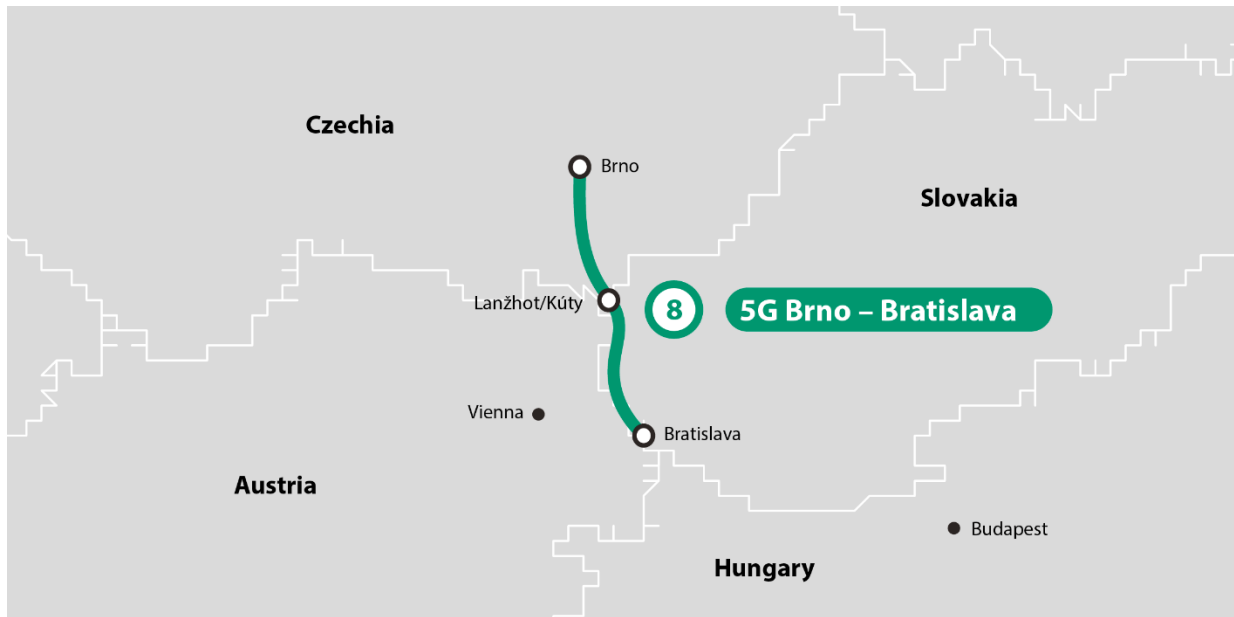 Czechia
Brno
Slovakia
Lanžhot/Kúty
8
5G Brno – Bratislava
Vienna
Bratislava
Austria
Budapest
Hungary